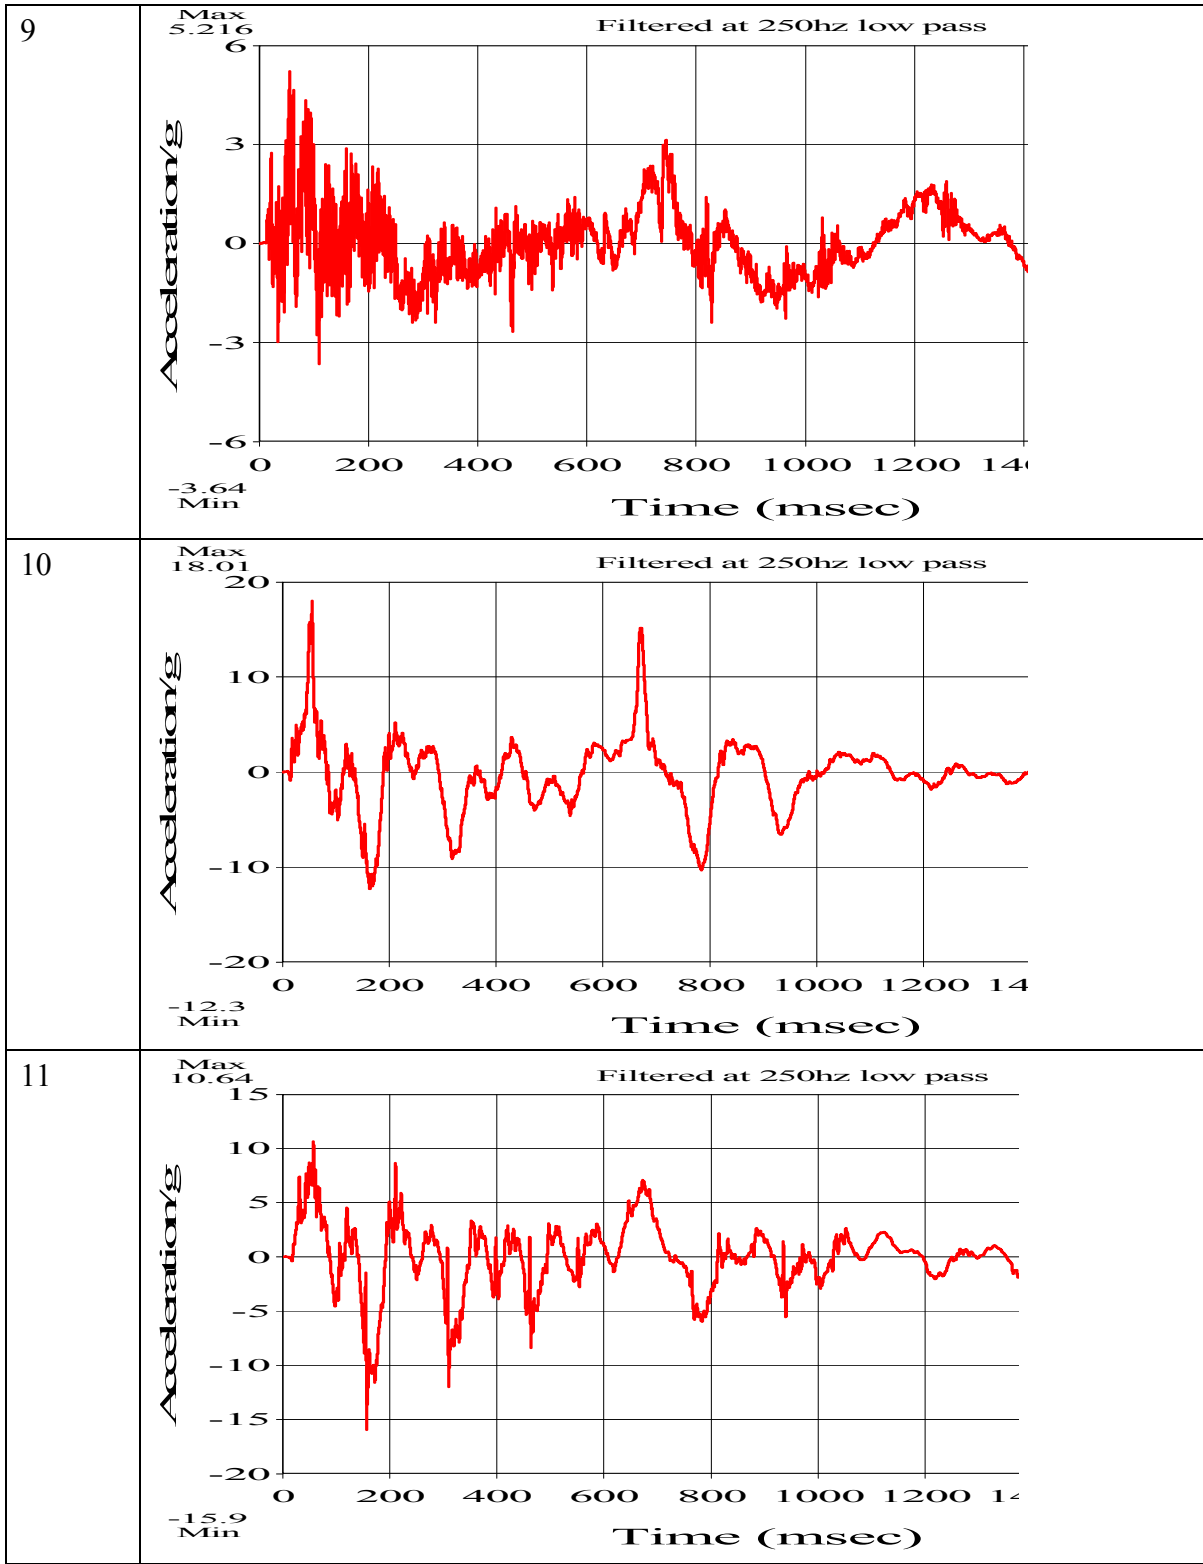 9
Max
5.216
Filtered at 250hz low pass
6
3
0
-3
-6
Acceleration/g
0 200 400 600 800 1000 1200 140
-3.64
Min
Time (msec)
10
Max
18.01
Filtered at 250hz low pass
20
10
0
-10
-20
Acceleration/g
0 200 400 600 800 1000 1200 14
-12.3
Min
Time (msec)
11
Max
10.64
Filtered at 250hz low pass
15
10
5
0
-5
-10
-15
-20
Acceleration/g
0 200 400 600 800 1000 1200 14
-15.9
Min
Time (msec)